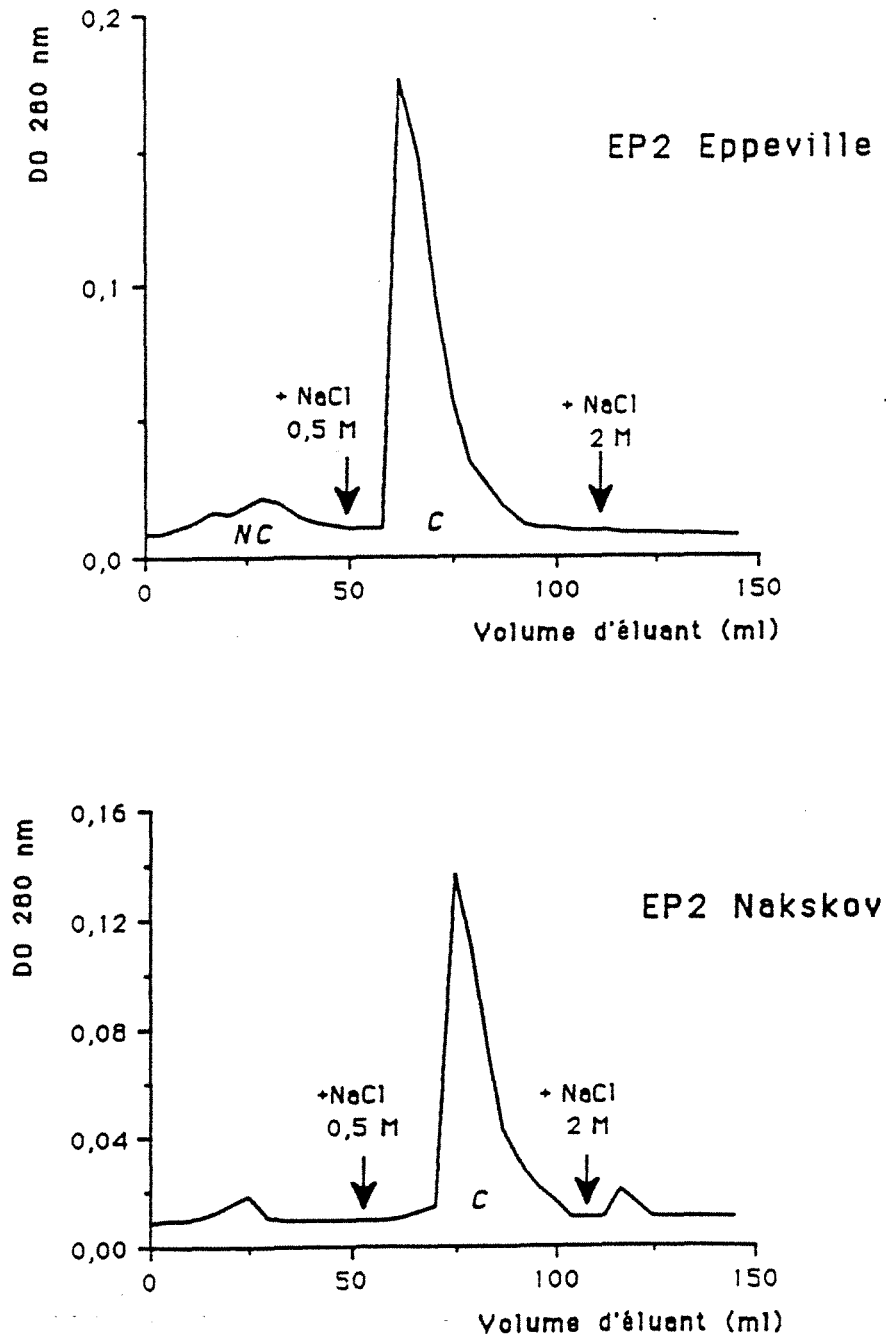 0,2
DO 280 nm
EP2 Eppeville
0,1
+ NaCl
0,5 M
+ NaCl
2 M
NC
C
0,0
0
50
100
150
Volume d'éluant (ml)
0,16
DO 280 nm
EP2 Nakskov
0,12
0,08
+NaCl
0,5 M
+ NaCl
2 M
0,04
C
0,00
0
50
100
150
Volume d'éluant (ml)